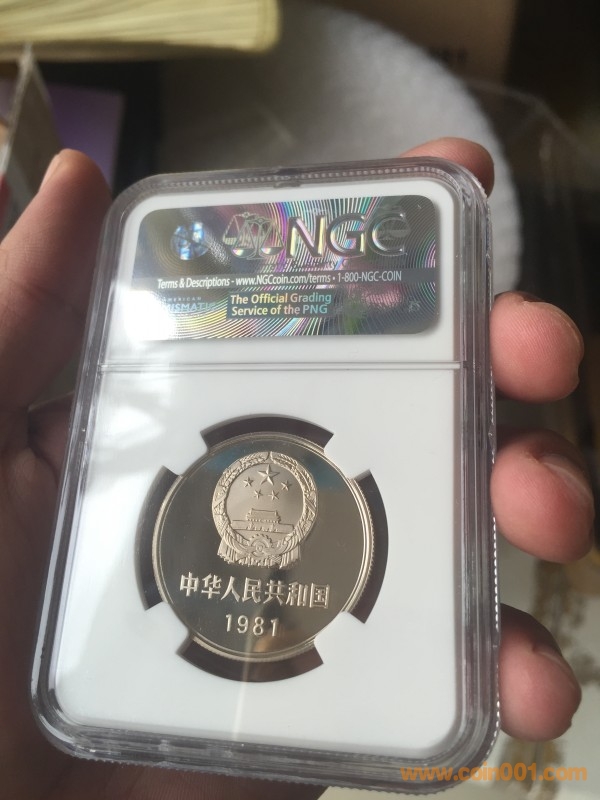 NGC
Terms & Descriptions - www.NGCcoin.com/terms • 1-800-NGC-COIN
The Official Grading
Service of the PNG
中华人民共和国
1981
www.coin001.com